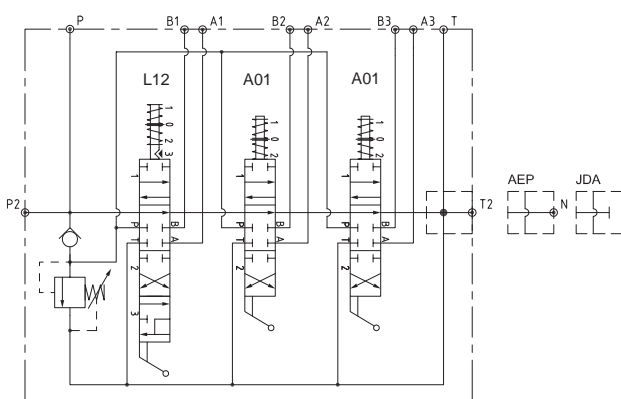 P B1 A1 B2 A2 B3 A3 T
L12 A01 A01
1 0 2 3
1 0 2
1 0 2
1 1 1
AEP JDA
P2 T2 N
P T B A
P T B A
P T B A
2 2 2
3